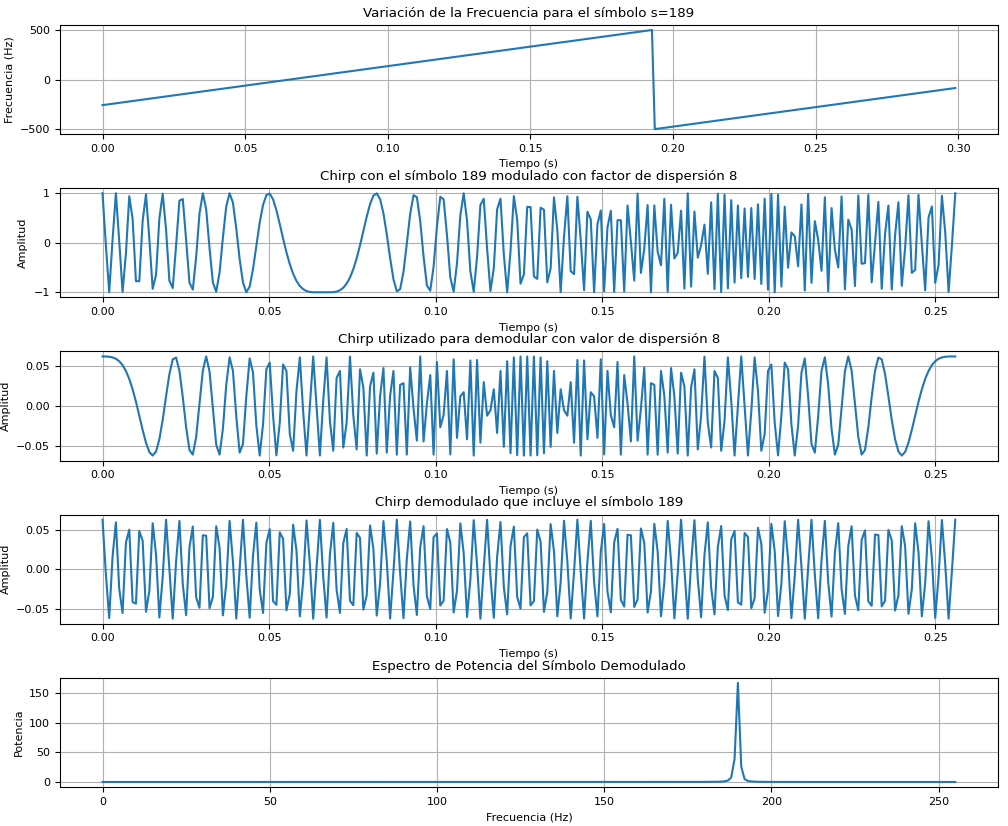 Variación de la Frecuencia para el símbolo s=189
Frecuencia (Hz)
500
0
−500
0.00 0.05 0.10 0.15 0.20 0.25 0.30
Tiempo (s)
Chirp con el símbolo 189 modulado con factor de dispersión 8
Amplitud
1
0
−1
0.00 0.05 0.10 0.15 0.20 0.25
Tiempo (s)
Chirp utilizado para demodular con valor de dispersión 8
Amplitud
0.05
0.00
−0.05
0.00 0.05 0.10 0.15 0.20 0.25
Tiempo (s)
Chirp demodulado que incluye el símbolo 189
Amplitud
0.05
0.00
−0.05
0.00 0.05 0.10 0.15 0.20 0.25
Tiempo (s)
Espectro de Potencia del Símbolo Demodulado
Potencia
150
100
50
0
0 50 100 150 200 250
Frecuencia (Hz)